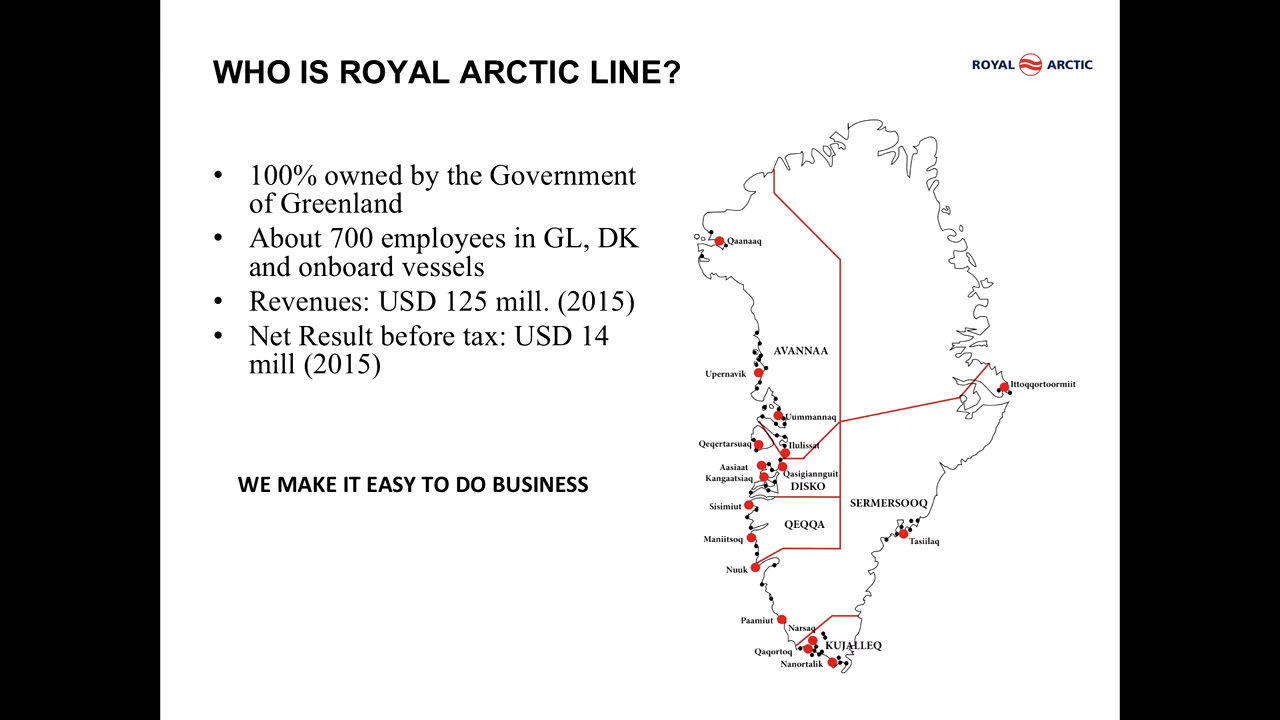 WHO IS ROYAL ARCTIC LINE?
ROYAL ARCTIC
• 100% owned by the Government
of Greenland
• About 700 employees in GL, DK
and onboard vessels
• Revenues: USD 125 mill. (2015)
• Net Result before tax: USD 14
mill (2015)
WE MAKE IT EASY TO DO BUSINESS
Qaanaaq
AVANNAA
Upernavik
Ittoqqortoormiit
Uummannaq
Qeqertarsuaq
Ilulissat
Aasiaat
Qasigiannguit
Kangaatsiaq
DISKO
SERMERSOOQ
Sisimiut
QEQQA
Maniitsoq
Tasiilaq
Nuuk
Paamiut
Narsaq
KUJALLEQ
Qaqortoq
Nanortalik